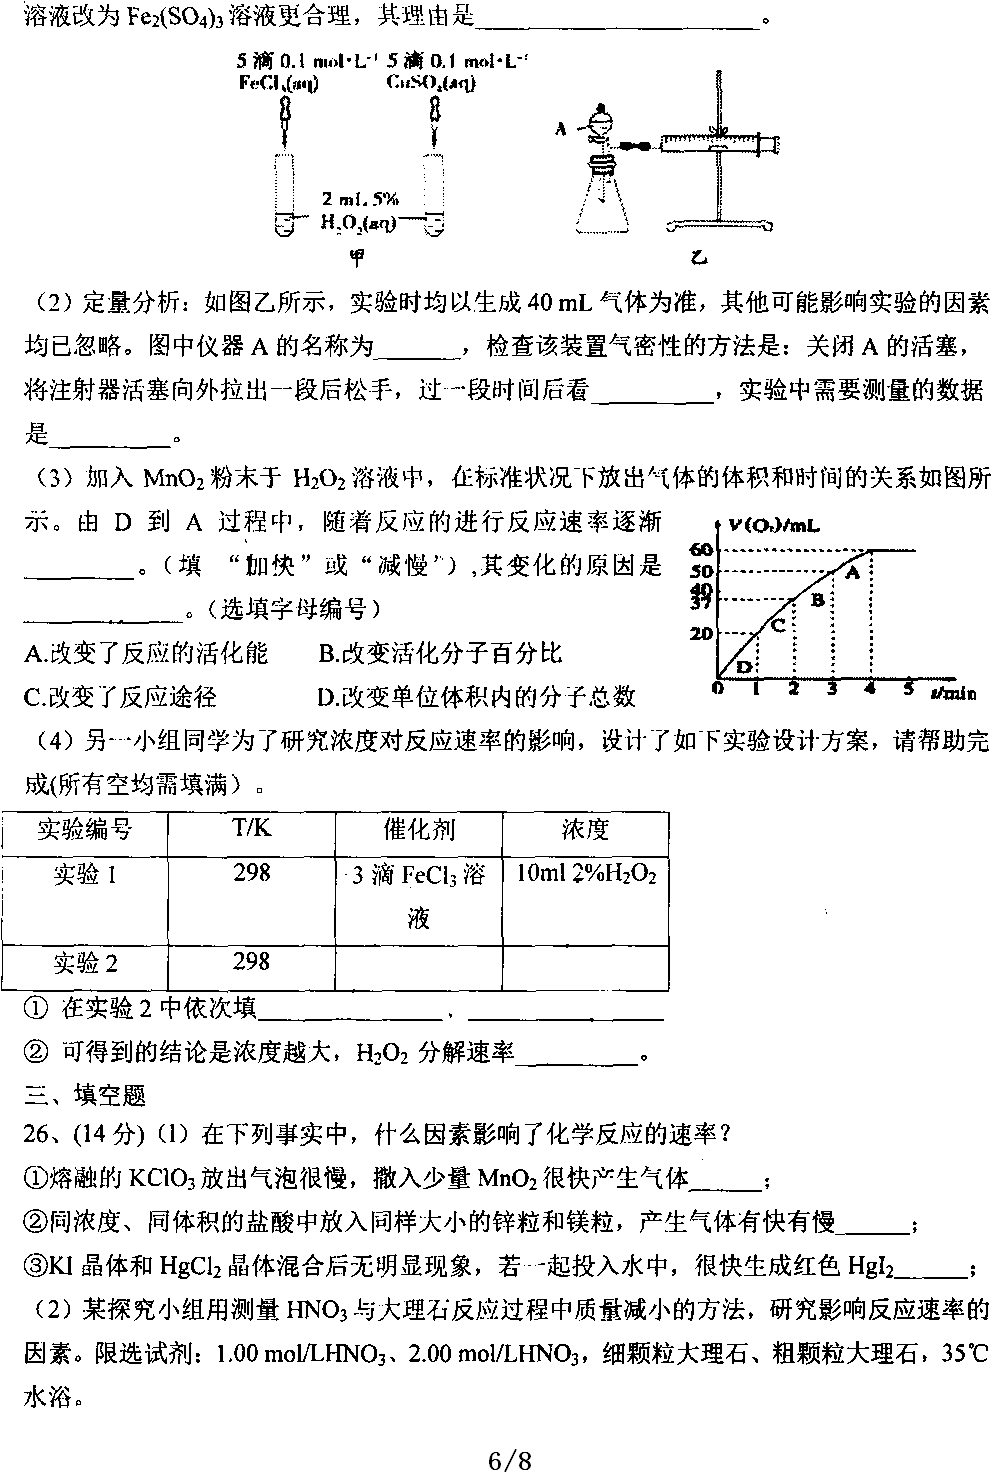 溶液改为 Fe₂(SO₄)₃溶液更合理，其理由是____________。
5滴0.1 mol·L⁻¹ 5滴0.1 mol·L⁻¹
FeCl₃(aq) CuSO₄(aq)
A
2 mL 5%
H₂O₂(aq)
甲 乙
（2）定量分析：如图乙所示，实验时均以生成 40 mL 气体为准，其他可能影响实验的因素
均已忽略。图中仪器 A 的名称为______，检查该装置气密性的方法是：关闭 A 的活塞，
将注射器活塞向外拉出一段后松手，过一段时间后看________，实验中需要测量的数据
是________。
（3）加入 MnO₂粉末于 H₂O₂溶液中，在标准状况下放出气体的体积和时间的关系如图所
示。由 D 到 A 过程中，随着反应的进行反应速率逐渐
________。（填 “加快”或“减慢”）,其变化的原因是
____________。（选填字母编号）
A.改变了反应的活化能 B.改变活化分子百分比
C.改变了反应途径 D.改变单位体积内的分子总数
V(O₂)/mL
60
50
40
37
20
A
B
C
D
0 1 2 3 4 5 t/min
（4）另一小组同学为了研究浓度对反应速率的影响，设计了如下实验设计方案，请帮助完
成(所有空均需填满）。
实验编号 T/K 催化剂 浓度
实验 1 298 3 滴 FeCl₃溶液 10ml 2%H₂O₂
实验 2 298
① 在实验 2 中依次填____________、____________
② 可得到的结论是浓度越大，H₂O₂ 分解速率________。
三、填空题
26、(14 分)（1）在下列事实中，什么因素影响了化学反应的速率？
①熔融的 KClO₃放出气泡很慢，撒入少量 MnO₂很快产生气体______；
②同浓度、同体积的盐酸中放入同样大小的锌粒和镁粒，产生气体有快有慢______；
③KI 晶体和 HgCl₂晶体混合后无明显现象，若一起投入水中，很快生成红色 HgI₂______；
（2）某探究小组用测量 HNO₃与大理石反应过程中质量减小的方法，研究影响反应速率的
因素。限选试剂：1.00 mol/LHNO₃、2.00 mol/LHNO₃，细颗粒大理石、粗颗粒大理石，35℃
水浴。
6/8